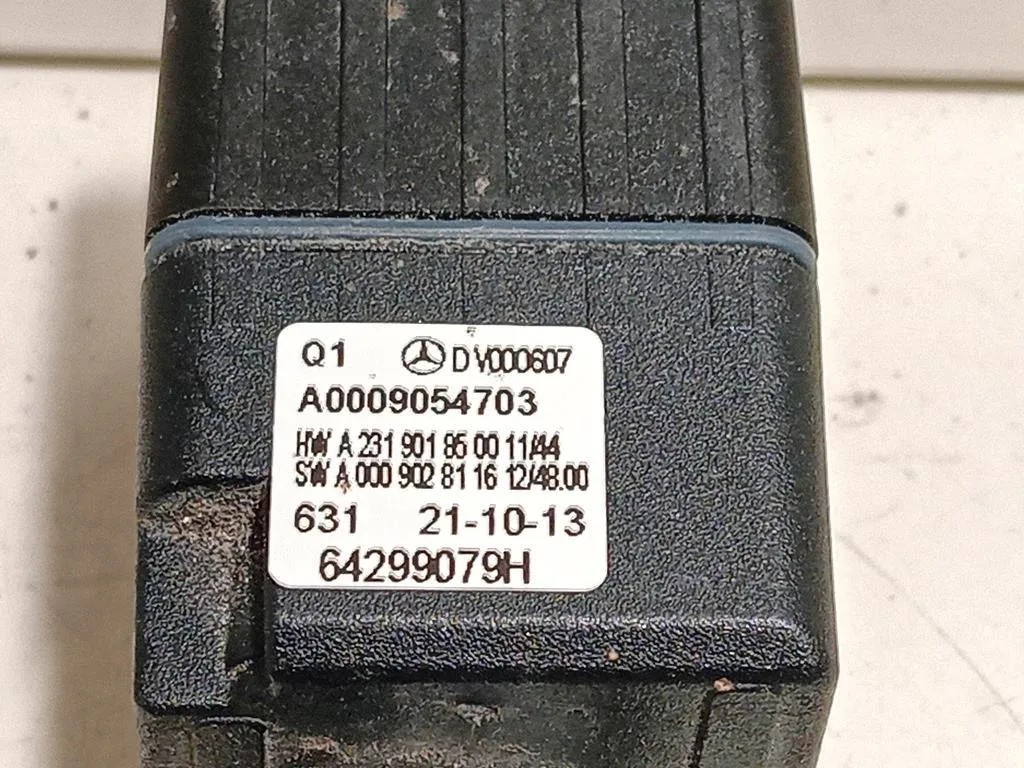 Q1 DV000607
A0009054703
HW A 231 901 85 00 11/44
SW A 000 902 81 16 12/48.00
631 21-10-13
64299079H